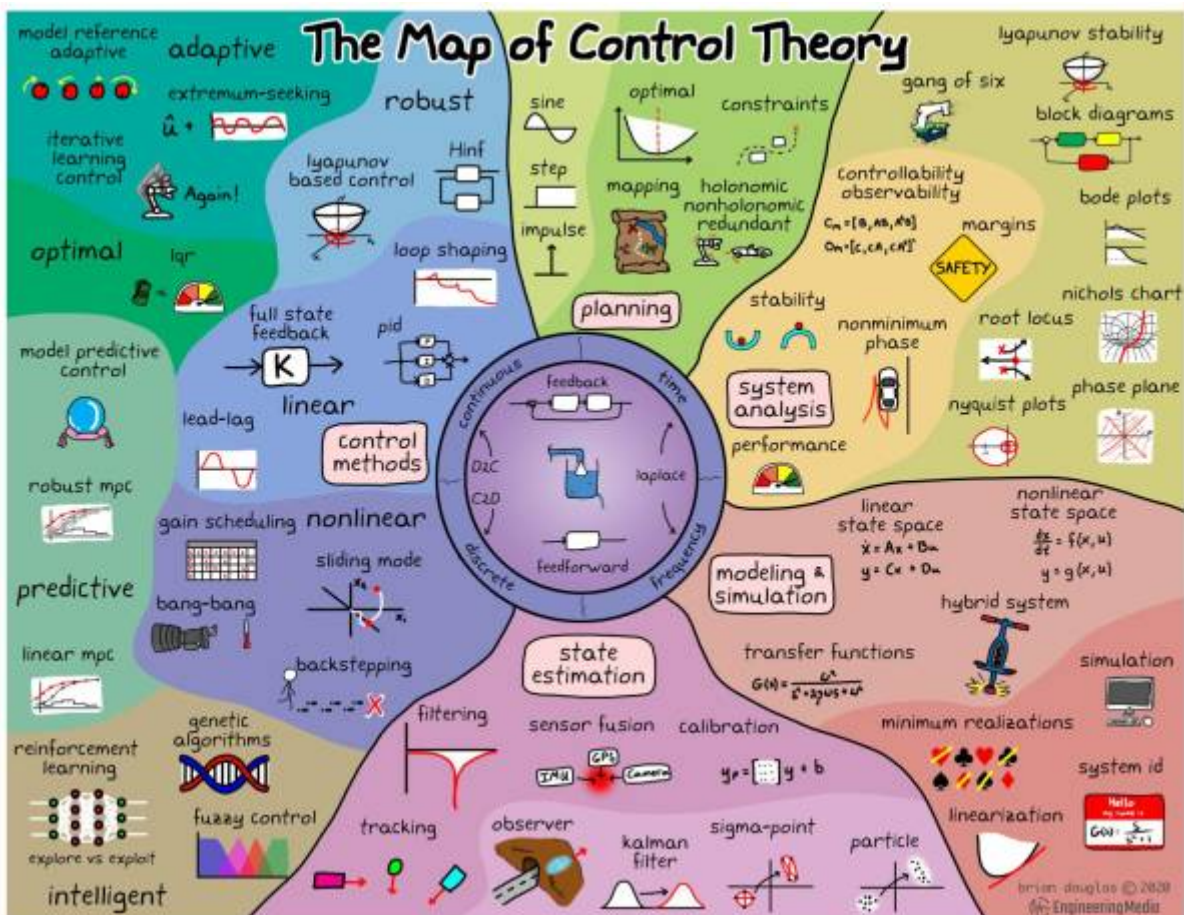 The Map of Control Theory
model reference
adaptive
adaptive
extremum-seeking
û +
iterative
learning
control
Again!
robust
lyapunov
based control
Hinf
optimal
lqr
loop shaping
full state
feedback
K
pid
linear
lead-lag
control
methods
model predictive
control
robust mpc
predictive
linear mpc
gain scheduling
nonlinear
sliding mode
bang-bang
backstepping
X
reinforcement
learning
explore vs exploit
genetic
algorithms
fuzzy control
intelligent
sine
step
impulse
optimal
constraints
mapping
holonomic
nonholonomic
redundant
planning
continuous
time
discrete
frequency
feedback
D2C
C2D
laplace
feedforward
lyapunov stability
gang of six
block diagrams
controllability
observability
margins
SAFETY
bode plots
stability
nonminimum
phase
root locus
nichols chart
system
analysis
nyquist plots
phase plane
performance
linear
state space
ẋ = Ax + Bu
y = Cx + Du
nonlinear
state space
dx/dt = f(x, u)
y = g(x, u)
modeling &
simulation
hybrid system
transfer functions
simulation
minimum realizations
system id
Hello
linearization
state
estimation
filtering
sensor fusion
IMU
GPS
Camera
calibration
y + b
tracking
observer
kalman
filter
sigma-point
particle
brian douglas © 2020
EngineeringMedia